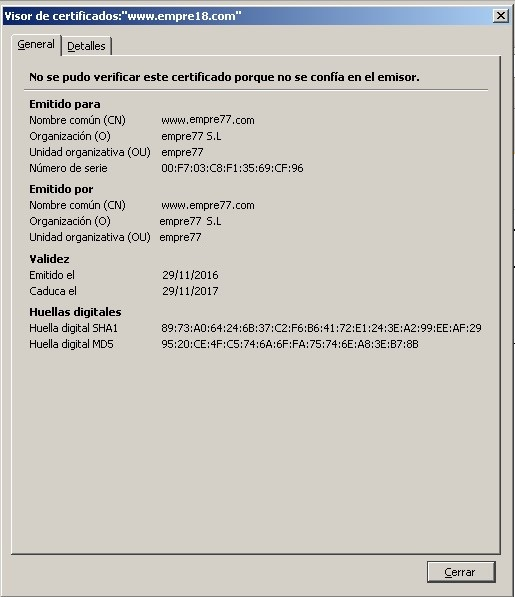 Visor de certificados:"www.empre18.com"
General Detalles
No se pudo verificar este certificado porque no se confía en el emisor.
Emitido para
Nombre común (CN) www.empre77.com
Organización (O) empre77 S.L
Unidad organizativa (OU) empre77
Número de serie 00:F7:03:C8:F1:35:69:CF:96
Emitido por
Nombre común (CN) www.empre77.com
Organización (O) empre77 S.L
Unidad organizativa (OU) empre77
Validez
Emitido el 29/11/2016
Caduca el 29/11/2017
Huellas digitales
Huella digital SHA1 89:73:A0:64:24:6B:37:C2:F6:B6:41:72:E1:24:3E:A2:99:EE:AF:29
Huella digital MD5 95:20:CE:4F:C5:74:6A:6F:FA:75:74:6E:A8:3E:B7:8B
Cerrar